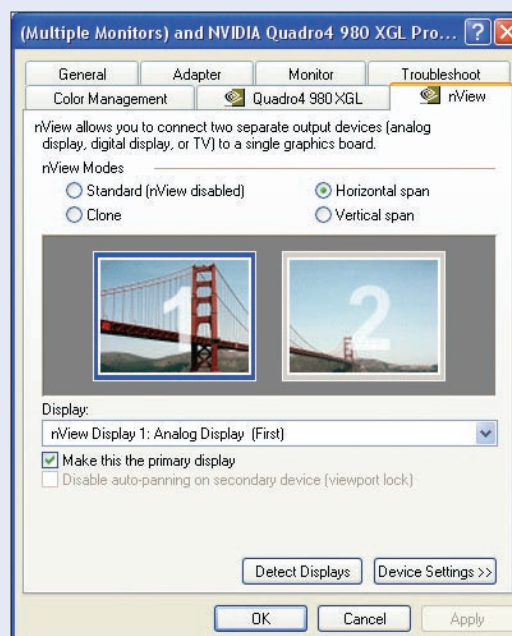 (Multiple Monitors) and NVIDIA Quadro4 980 XGL Pro...
General Adapter Monitor Troubleshoot
Color Management Quadro4 980 XGL nView
nView allows you to connect two separate output devices (analog
display, digital display, or TV) to a single graphics board.
nView Modes
Standard (nView disabled) Horizontal span
Clone Vertical span
1 2
Display:
nView Display 1: Analog Display (First)
Make this the primary display
Disable auto-panning on secondary device (viewport lock)
Detect Displays Device Settings >>
OK Cancel Apply